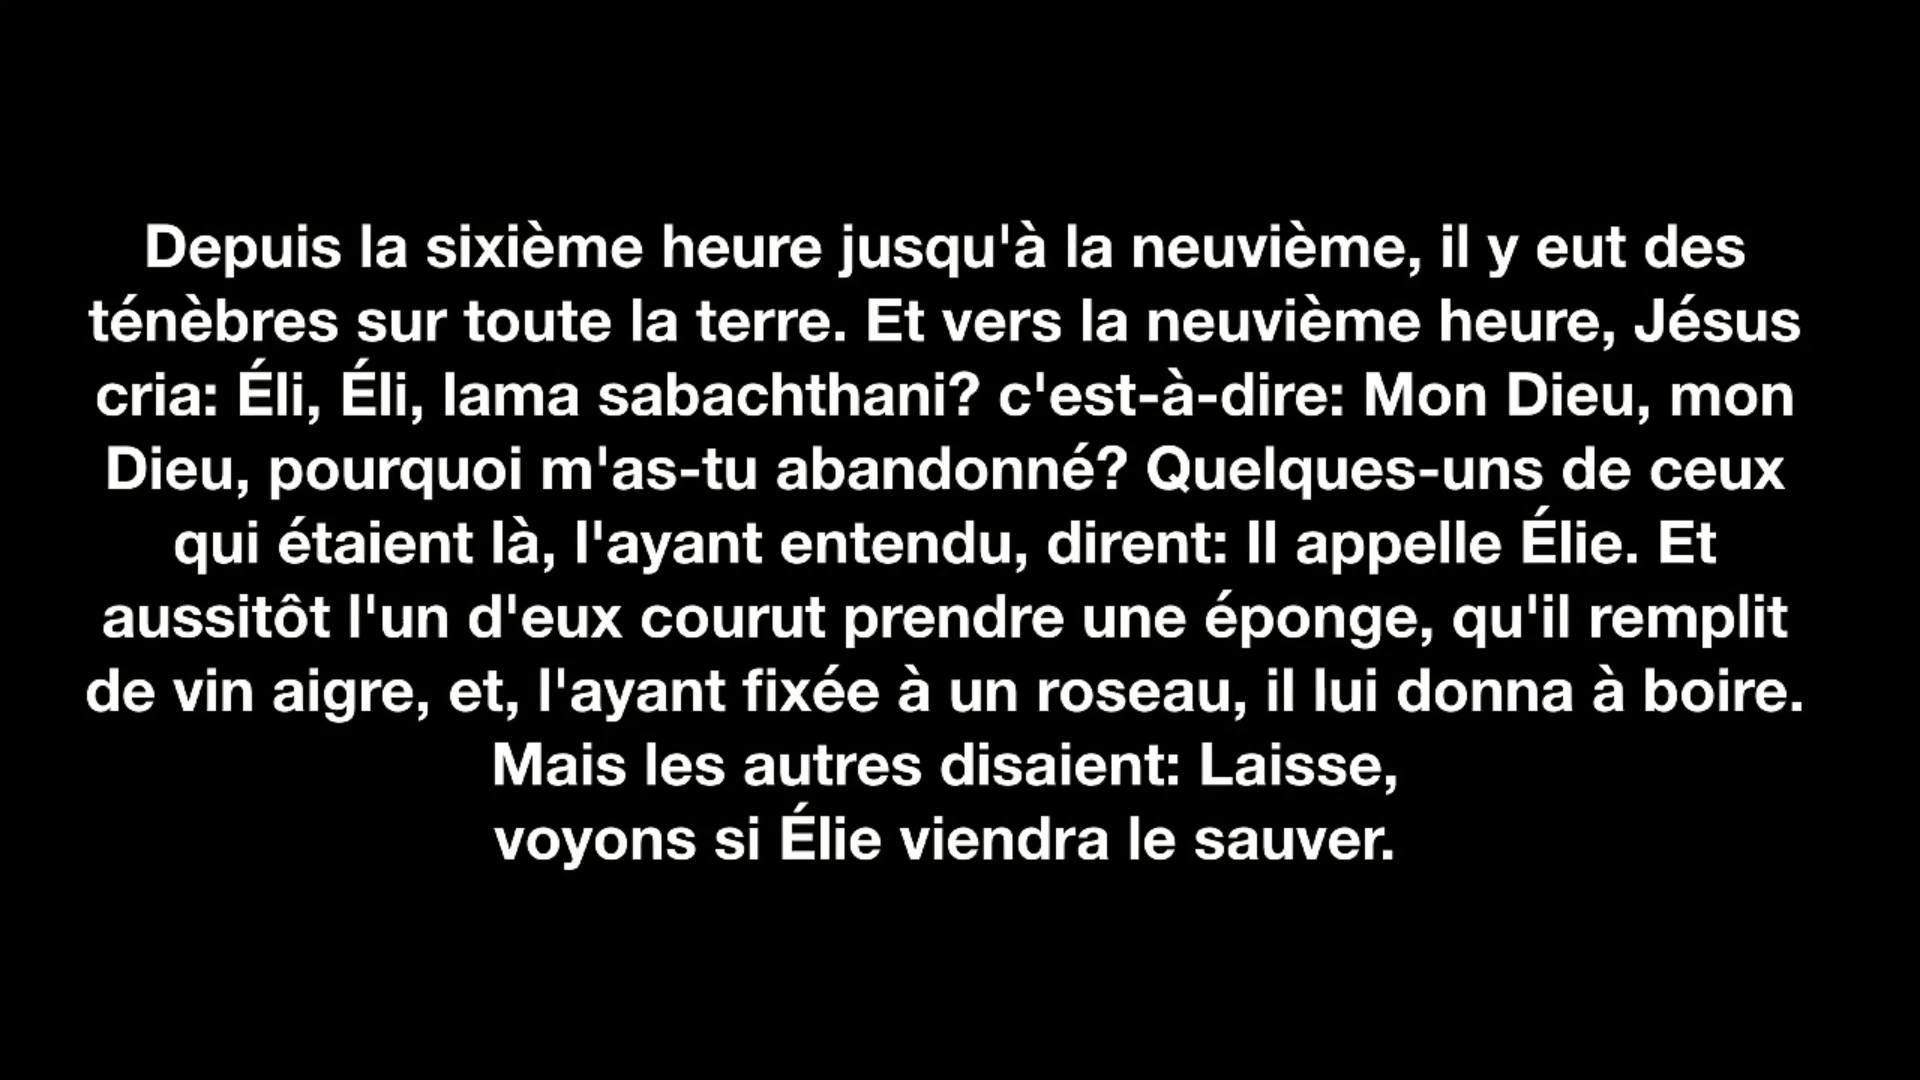 Depuis la sixième heure jusqu'à la neuvième, il y eut des
ténèbres sur toute la terre. Et vers la neuvième heure, Jésus
cria: Éli, Éli, lama sabachthani? c'est-à-dire: Mon Dieu, mon
Dieu, pourquoi m'as-tu abandonné? Quelques-uns de ceux
qui étaient là, l'ayant entendu, dirent: Il appelle Élie. Et
aussitôt l'un d'eux courut prendre une éponge, qu'il remplit
de vin aigre, et, l'ayant fixée à un roseau, il lui donna à boire.
Mais les autres disaient: Laisse,
voyons si Élie viendra le sauver.